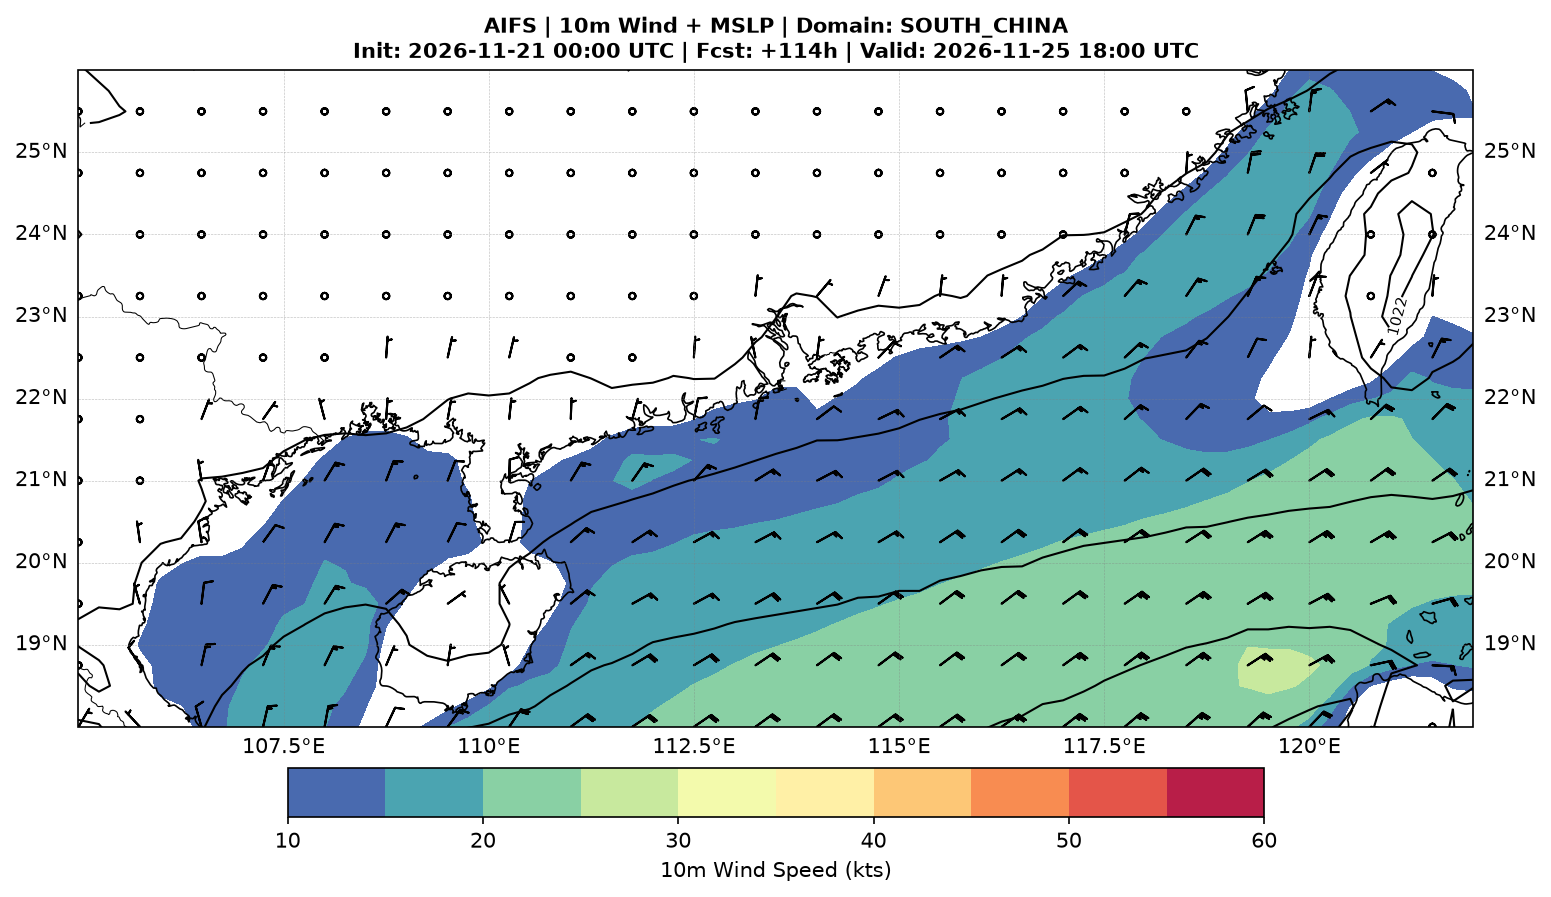 AIFS | 10m Wind + MSLP | Domain: SOUTH_CHINA
Init: 2026-11-21 00:00 UTC | Fcst: +114h | Valid: 2026-11-25 18:00 UTC
25°N 25°N
24°N 24°N
23°N 23°N
1022
22°N 22°N
21°N 21°N
20°N 20°N
19°N 19°N
107.5°E 110°E 112.5°E 115°E 117.5°E 120°E
10 20 30 40 50 60
10m Wind Speed (kts)